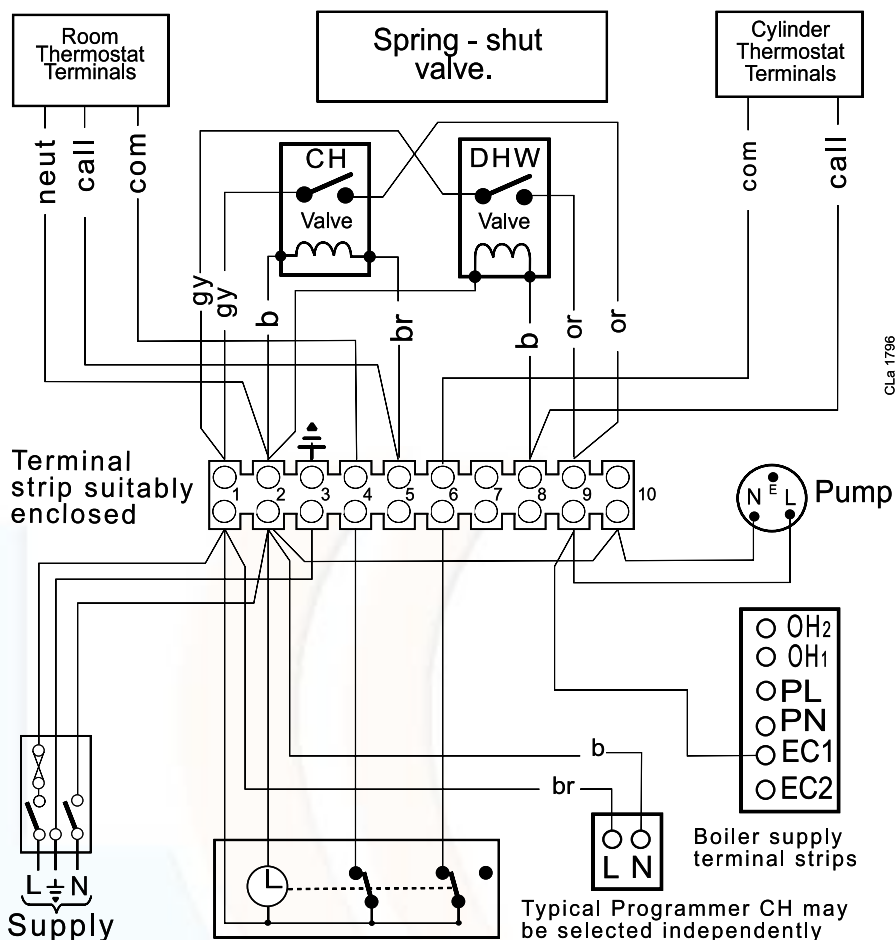 Room
Thermostat
Terminals
Spring - shut
valve.
Cylinder
Thermostat
Terminals
neut
call
com
CH
Valve
DHW
Valve
com
call
gy
gy
b
br
b
or
or
CLa 1796
Terminal
strip suitably
enclosed
1
2
3
4
5
6
7
8
9
10
N
E
L
Pump
OH2
OH1
PL
PN
EC1
EC2
b
br
L N
Boiler supply
terminal strips
L
N
Supply
Typical Programmer CH may
be selected independently